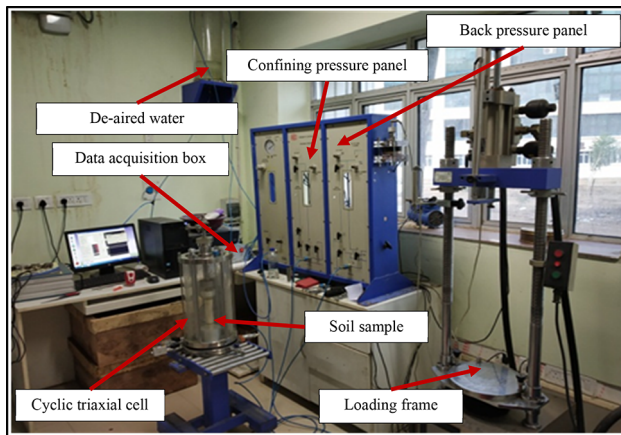 Back pressure panel
Confining pressure panel
De-aired water
Data acquisition box
Soil sample
Cyclic triaxial cell
Loading frame